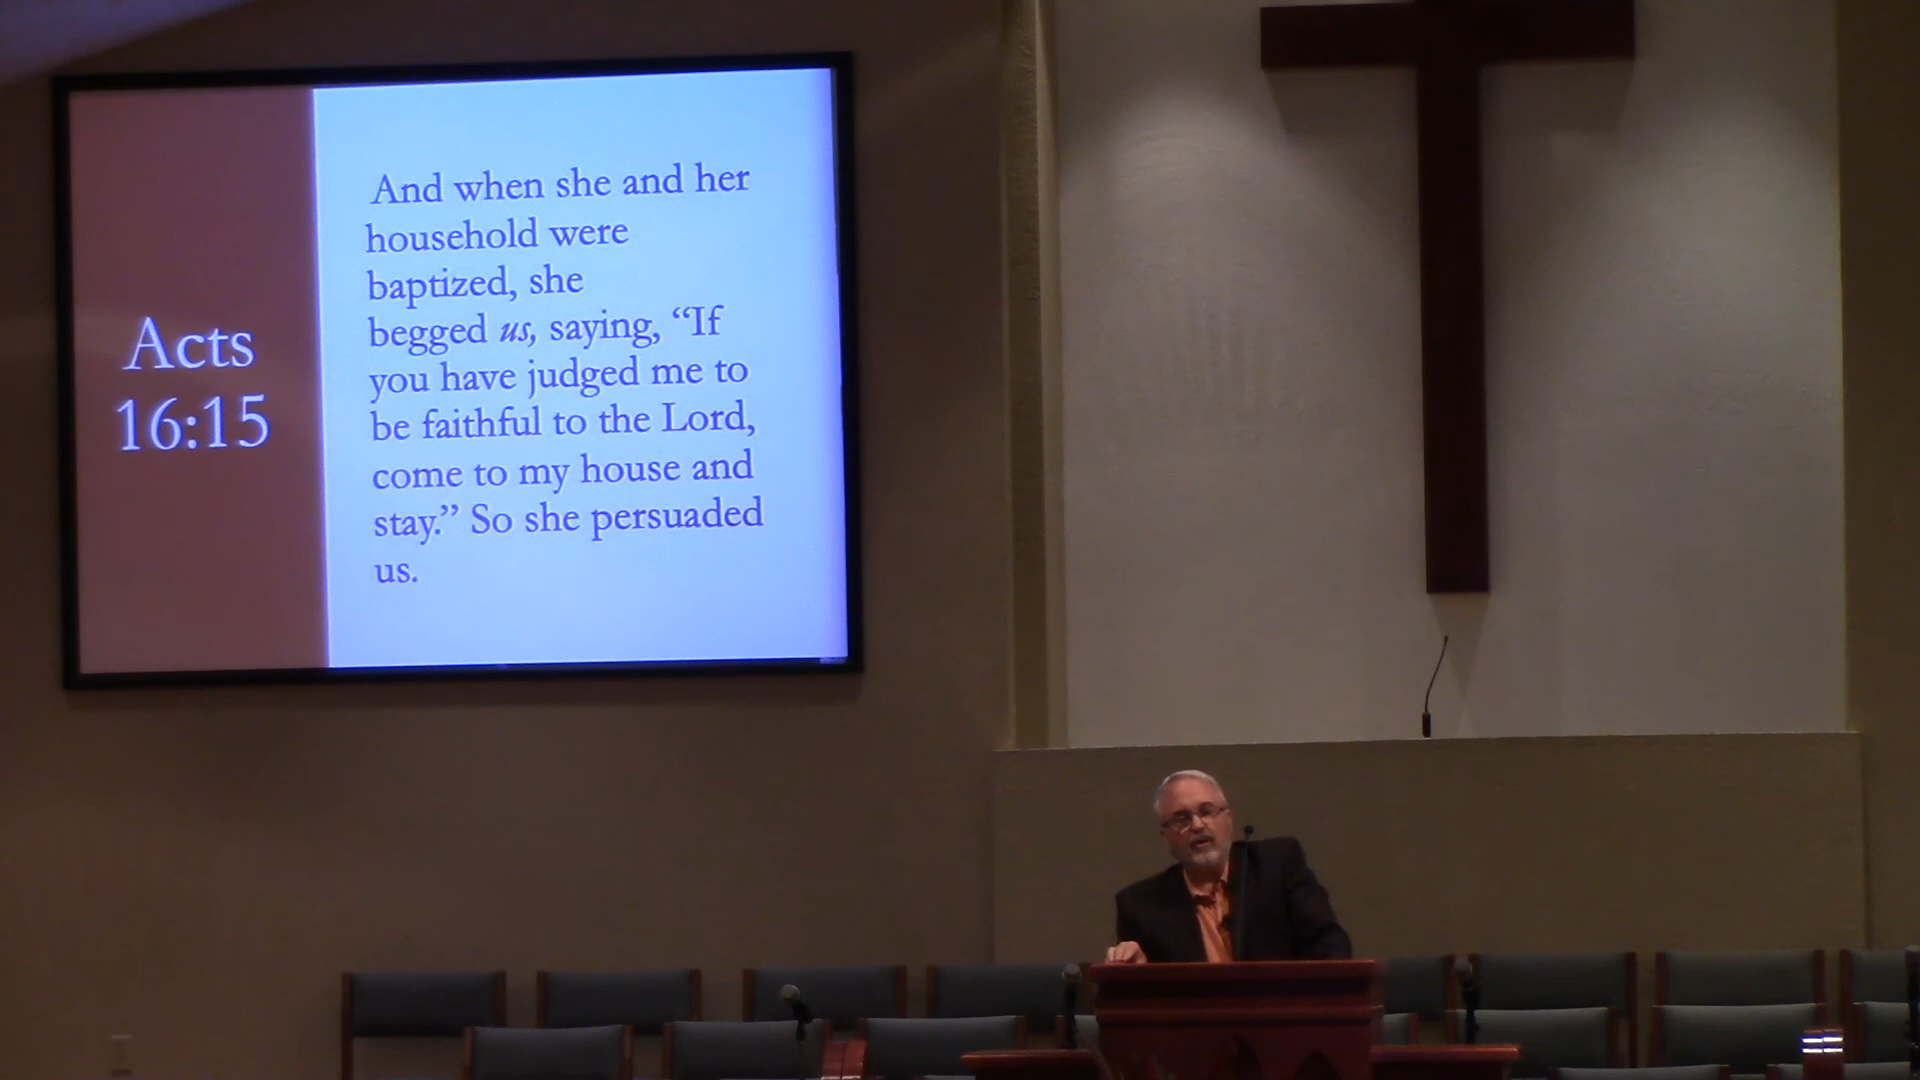 Acts
16:15
And when she and her
household were
baptized, she
begged us, saying, “If
you have judged me to
be faithful to the Lord,
come to my house and
stay.” So she persuaded
us.